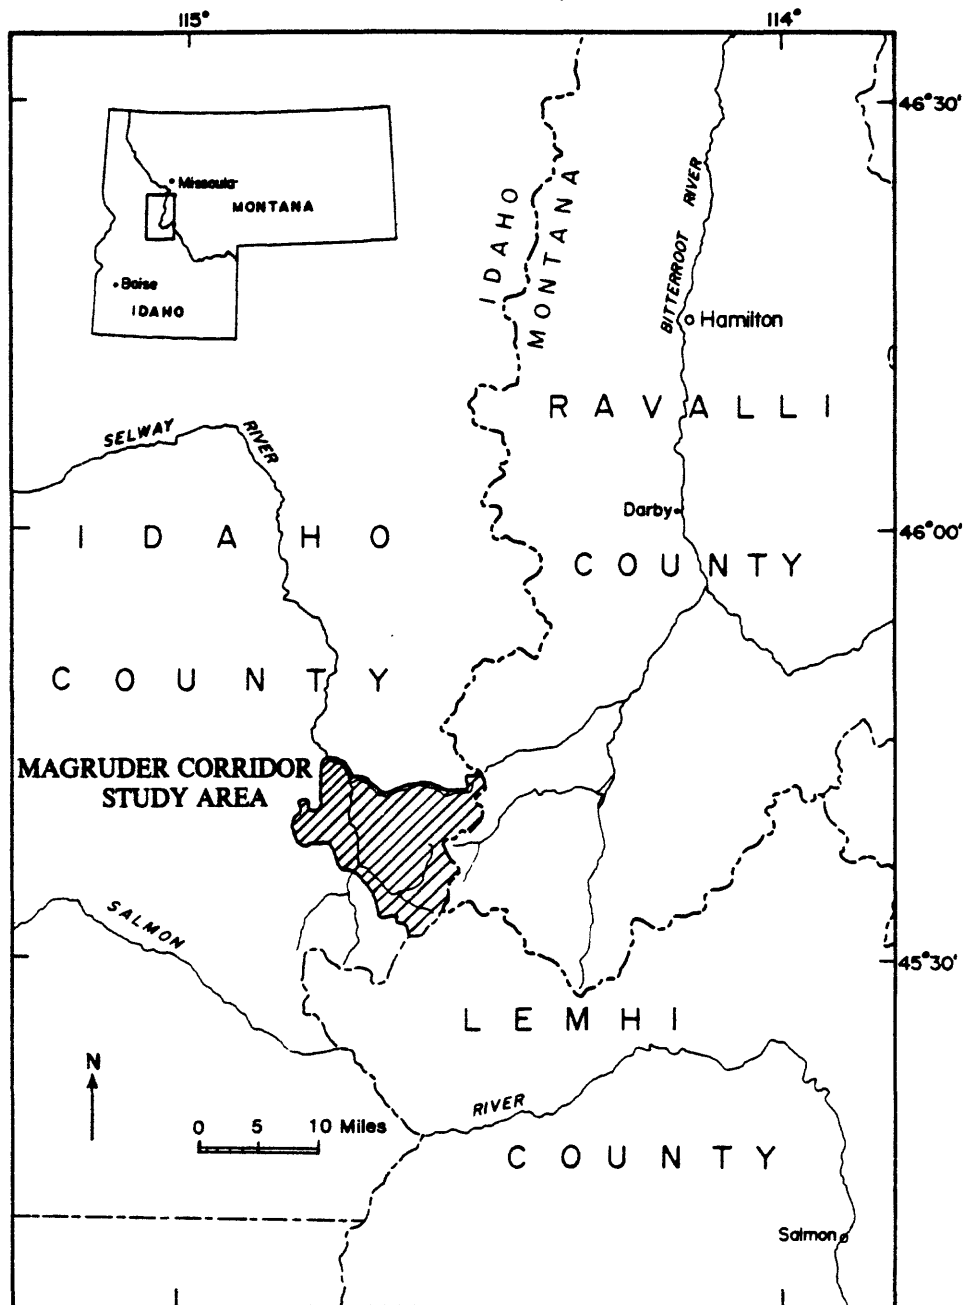 115°
114°
46°30'
Missoula
MONTANA
Boise
IDAHO
IDAHO
MONTANA
BITTERROOT RIVER
Hamilton
RAVALLI
SELWAY RIVER
Darby
46°00'
IDAHO
COUNTY
COUNTY
MAGRUDER CORRIDOR
STUDY AREA
SALMON
45°30'
LEMHI
N
RIVER
0 5 10 Miles
COUNTY
Salmon